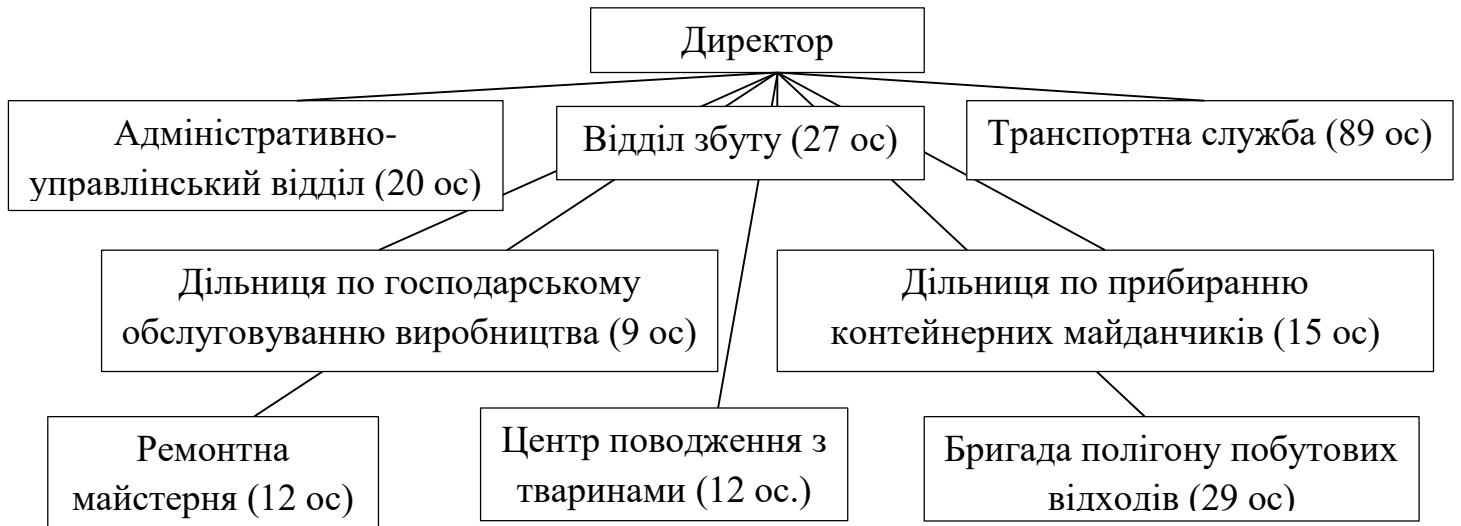 Директор
Адміністративно-
управлінський відділ (20 ос)
Відділ збуту (27 ос)
Транспортна служба (89 ос)
Дільниця по господарському
обслуговуванню виробництва (9 ос)
Дільниця по прибиранню
контейнерних майданчиків (15 ос)
Ремонтна
майстерня (12 ос)
Центр поводження з
тваринами (12 ос.)
Бригада полігону побутових
відходів (29 ос)